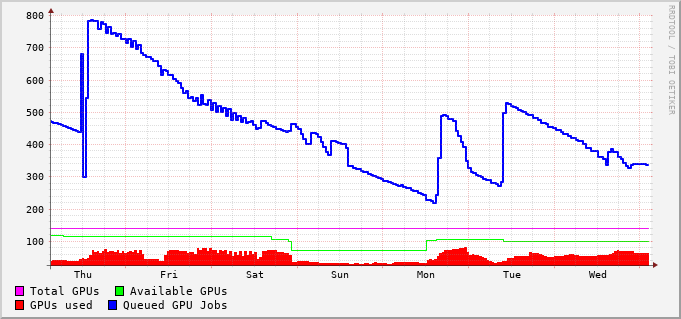 800
700
600
500
400
300
200
100
Thu Fri Sat Sun Mon Tue Wed
Total GPUs Available GPUs
GPUs used Queued GPU Jobs
RRDTOOL / TOBI OETIKER